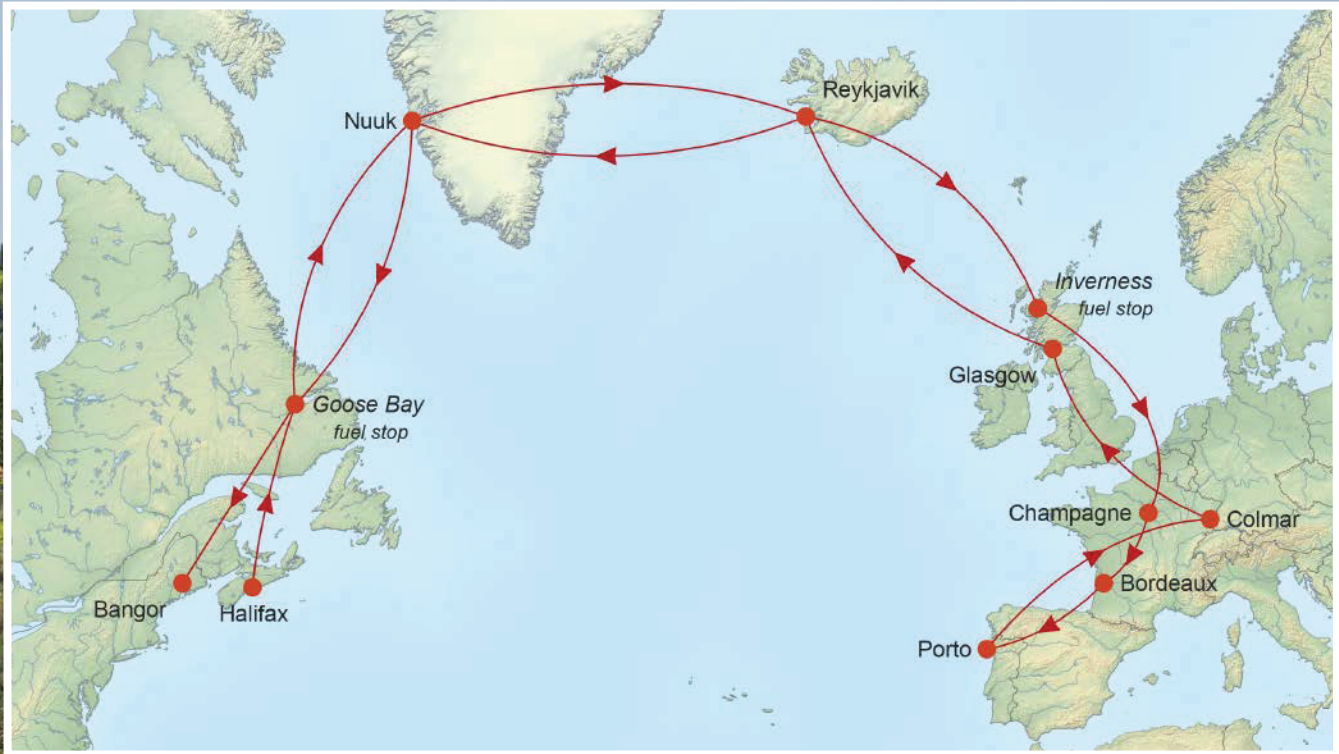 Reykjavik
Nuuk
Inverness
fuel stop
Glasgow
Goose Bay
fuel stop
Champagne
Colmar
Bordeaux
Bangor
Halifax
Porto